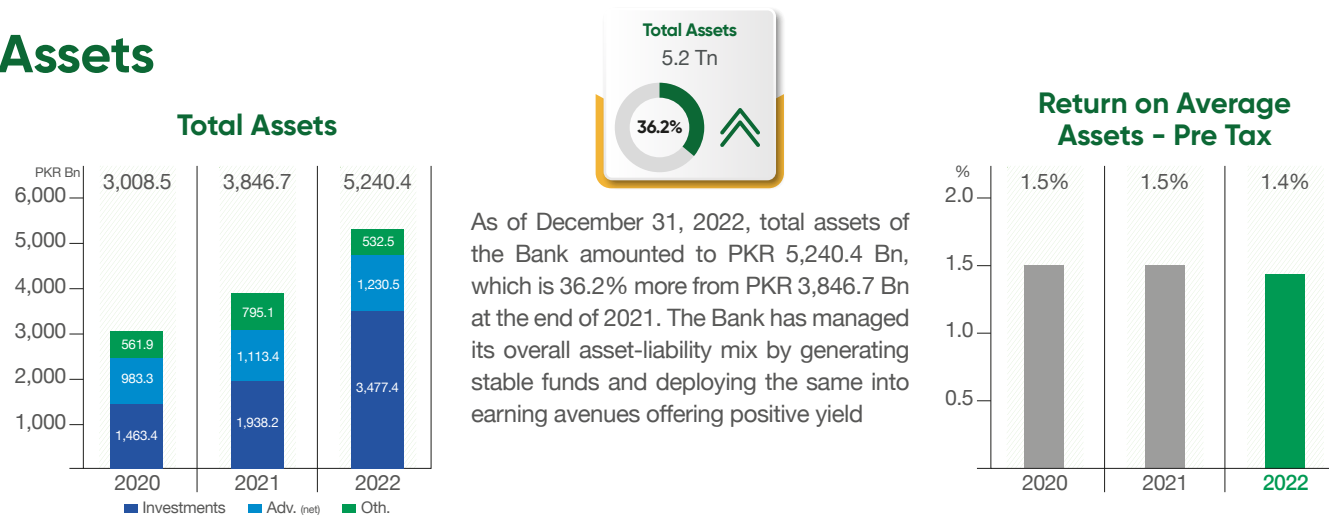 Assets
Total Assets
PKR Bn
6,000
5,000
4,000
3,000
2,000
1,000
3,008.5
3,846.7
5,240.4
561.9
983.3
1,463.4
795.1
1,113.4
1,938.2
532.5
1,230.5
3,477.4
2020
2021
2022
Investments
Adv. (net)
Oth.
Total Assets
5.2 Tn
36.2%
As of December 31, 2022, total assets of
the Bank amounted to PKR 5,240.4 Bn,
which is 36.2% more from PKR 3,846.7 Bn
at the end of 2021. The Bank has managed
its overall asset-liability mix by generating
stable funds and deploying the same into
earning avenues offering positive yield
Return on Average
Assets - Pre Tax
%
2.0
1.5
1.0
0.5
1.5%
1.5%
1.4%
2020
2021
2022